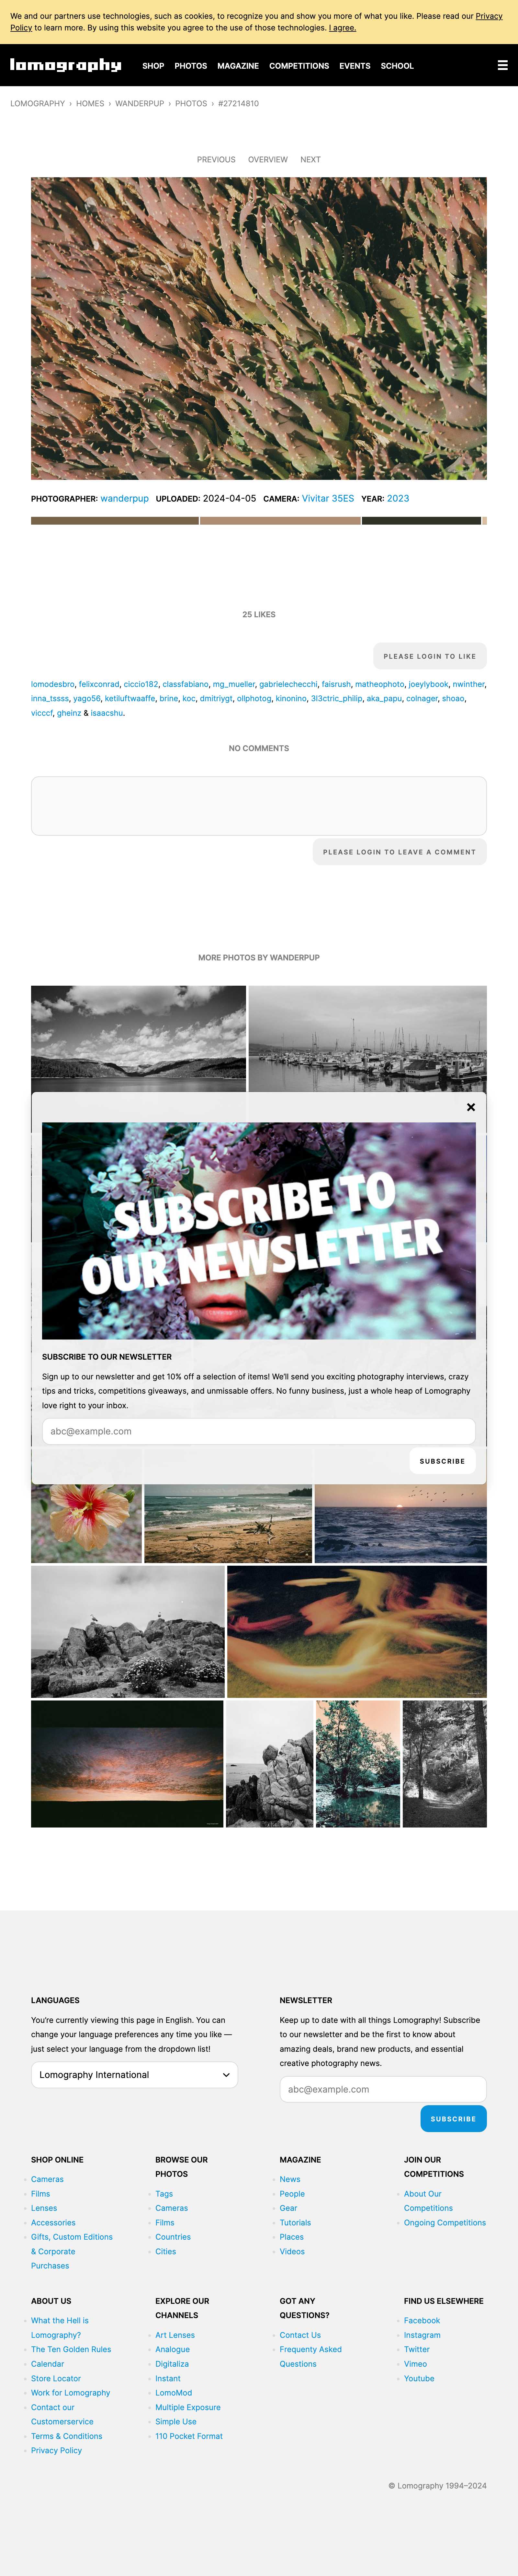 We and our partners use technologies, such as cookies, to recognize you and show you more of what you like. Please read our Privacy
Policy to learn more. By using this website you agree to the use of those technologies. I agree.
lomography
SHOP PHOTOS MAGAZINE COMPETITIONS EVENTS SCHOOL
LOMOGRAPHY › HOMES › WANDERPUP › PHOTOS › #27214810
PREVIOUS OVERVIEW NEXT
PHOTOGRAPHER: wanderpup UPLOADED: 2024-04-05 CAMERA: Vivitar 35ES YEAR: 2023
25 LIKES
PLEASE LOGIN TO LIKE
lomodesbro, felixconrad, ciccio182, classfabiano, mg_mueller, gabrielechecchi, faisrush, matheophoto, joeylybook, nwinther,
inna_tssss, yago56, ketiluftwaaffe, brine, koc, dmitriygt, ollphotog, kinonino, 3l3ctric_philip, aka_papu, colnager, shoao,
vicccf, gheinz & isaacshu.
NO COMMENTS
PLEASE LOGIN TO LEAVE A COMMENT
MORE PHOTOS BY WANDERPUP
×
SUBSCRIBE TO
OUR NEWSLETTER
SUBSCRIBE TO OUR NEWSLETTER
Sign up to our newsletter and get 10% off a selection of items! We'll send you exciting photography interviews, crazy
tips and tricks, competitions giveaways, and unmissable offers. No funny business, just a whole heap of Lomography
love right to your inbox.
abc@example.com
SUBSCRIBE
LANGUAGES
You're currently viewing this page in English. You can
change your language preferences any time you like —
just select your language from the dropdown list!
Lomography International
NEWSLETTER
Keep up to date with all things Lomography! Subscribe
to our newsletter and be the first to know about
amazing deals, brand new products, and essential
creative photography news.
abc@example.com
SUBSCRIBE
SHOP ONLINE
Cameras
Films
Lenses
Accessories
Gifts, Custom Editions
& Corporate
Purchases
BROWSE OUR
PHOTOS
Tags
Cameras
Films
Countries
Cities
MAGAZINE
News
People
Gear
Tutorials
Places
Videos
JOIN OUR
COMPETITIONS
About Our
Competitions
Ongoing Competitions
ABOUT US
What the Hell is
Lomography?
The Ten Golden Rules
Calendar
Store Locator
Work for Lomography
Contact our
Customerservice
Terms & Conditions
Privacy Policy
EXPLORE OUR
CHANNELS
Art Lenses
Analogue
Digitaliza
Instant
LomoMod
Multiple Exposure
Simple Use
110 Pocket Format
GOT ANY
QUESTIONS?
Contact Us
Frequenty Asked
Questions
FIND US ELSEWHERE
Facebook
Instagram
Twitter
Vimeo
Youtube
© Lomography 1994–2024